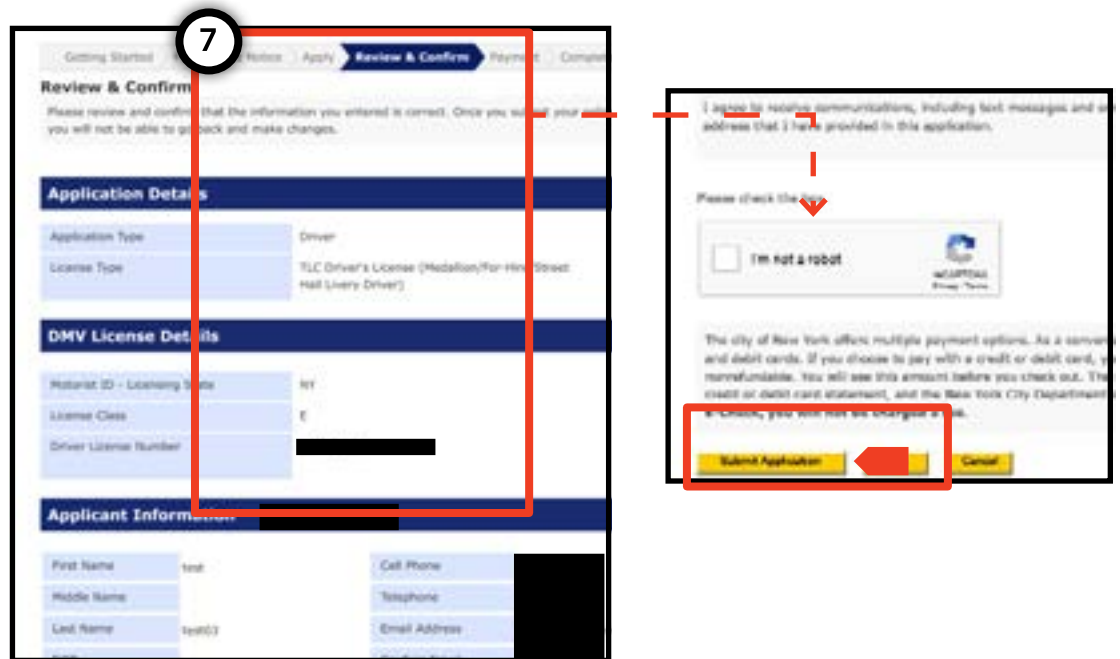 7
Getting Started
Notice
Apply
Review & Confirm
Payment
Review & Confirm
Please review and confirm that the information you entered is correct. Once you submit your
you will not be able to go back and make changes.
Application Details
Application Type Driver
License Type TLC Driver's License (Medallion/For-Hire/Street
Hail Livery Driver)
DMV License Details
Motorist ID - Licensing State NY
License Class E
Driver License Number
Applicant Information
First Name test Cell Phone
Middle Name Telephone
Last Name test03 Email Address
I agree to receive communications, including text messages and
address that I have provided in this application.
Please check the box
I'm not a robot
reCAPTCHA
Privacy - Terms
The city of New York offers multiple payment options. As a
and debit cards. If you choose to pay with a credit or debit card,
nonrefundable. You will see this amount before you check out.
credit or debit card statement, and the New York City Department
e-Check, you will not be charged a fee.
Submit Application
Cancel